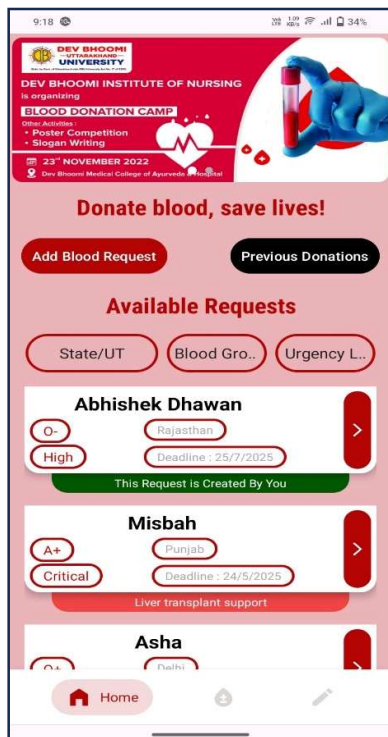 9:18
34%
DEV BHOOMI
UTTARAKHAND
UNIVERSITY
DEV BHOOMI INSTITUTE OF NURSING
is organizing
BLOOD DONATION CAMP
Other Activities :
• Poster Competition
• Slogan Writing
23rd NOVEMBER 2022
Dev Bhoomi Medical College of Ayurveda & Hospital
Donate blood, save lives!
Add Blood Request
Previous Donations
Available Requests
State/UT
Blood Gro..
Urgency L..
Abhishek Dhawan
O-
Rajasthan
High
Deadline : 25/7/2025
This Request is Created By You
Misbah
A+
Punjab
Critical
Deadline : 24/5/2025
Liver transplant support
Asha
Delhi
Home